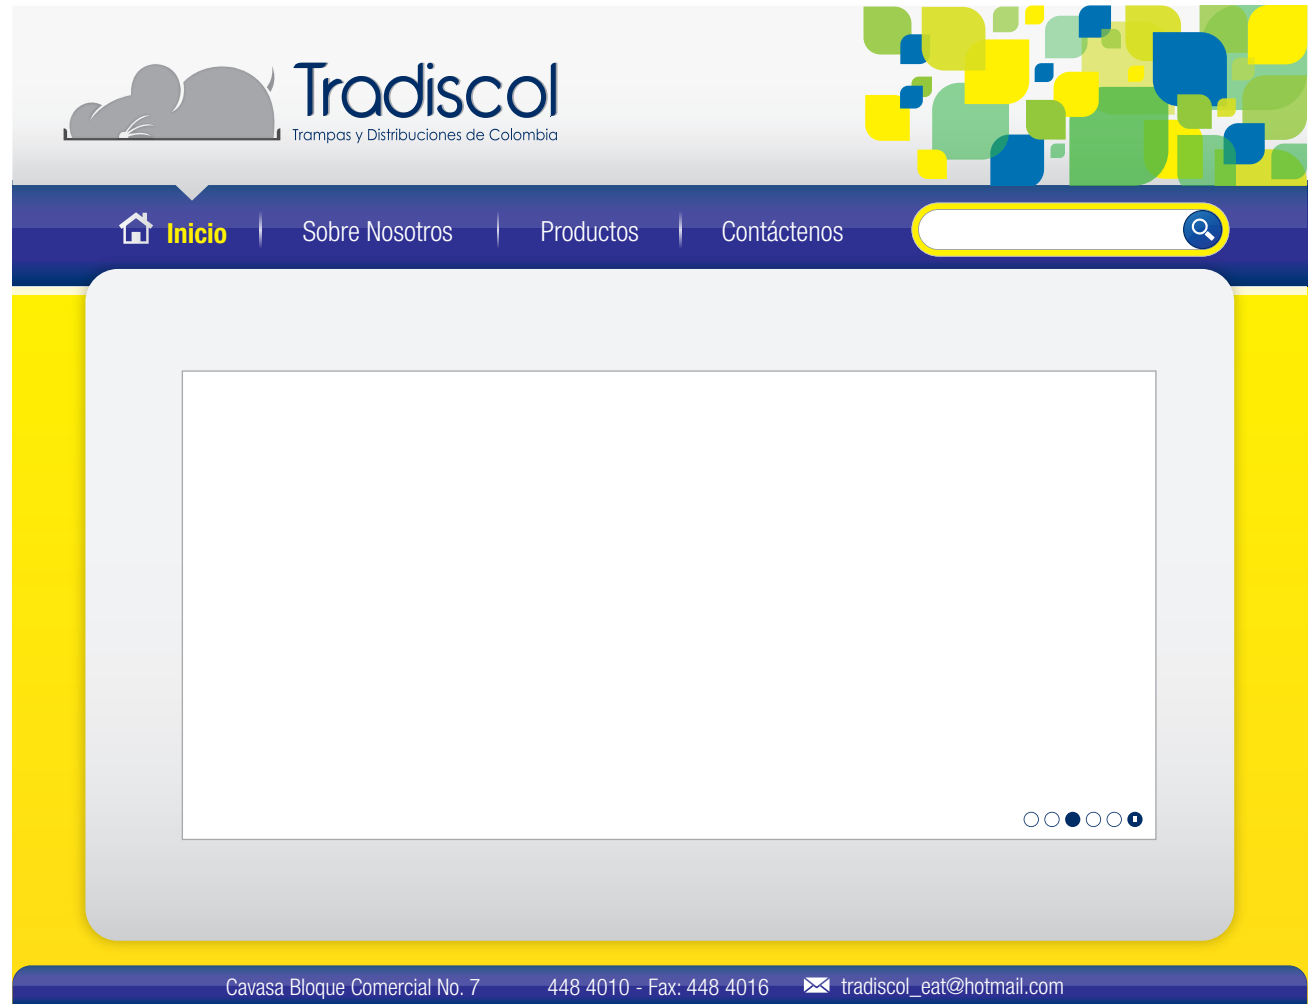 Tradiscol
Trampas y Distribuciones de Colombia
Inicio
Sobre Nosotros
Productos
Contáctenos
Cavasa Bloque Comercial No. 7
448 4010 - Fax: 448 4016
tradiscol_eat@hotmail.com